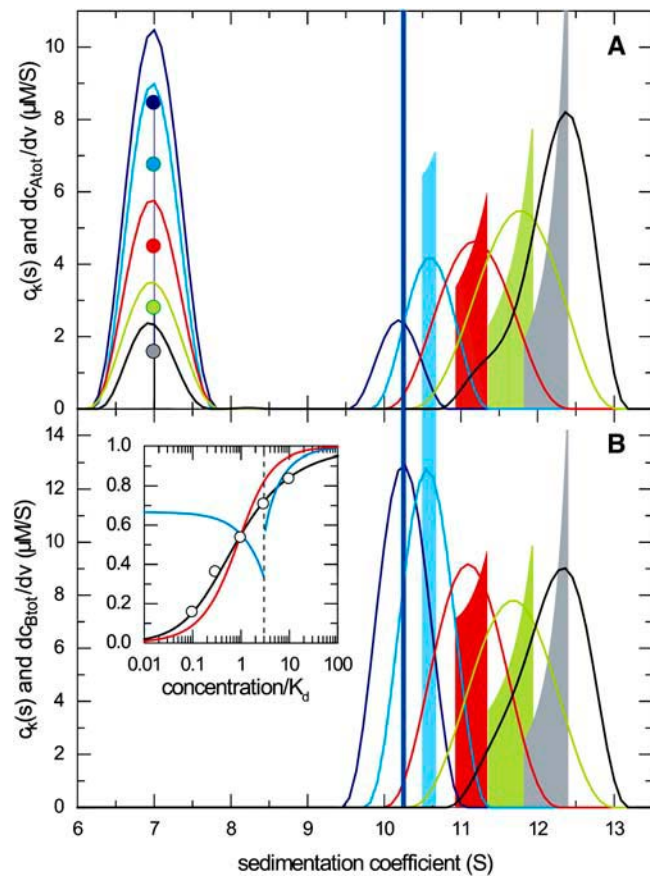 A
c_k(s) and dc_Atot/dv (µM/S)
10
8
6
4
2
0
B
c_k(s) and dc_Btot/dv (µM/S)
14
12
10
8
6
4
2
0
1.0
0.8
0.6
0.4
0.2
0.0
0.01 0.1 1 10 100
concentration/K_d
6 7 8 9 10 11 12 13
sedimentation coefficient (S)